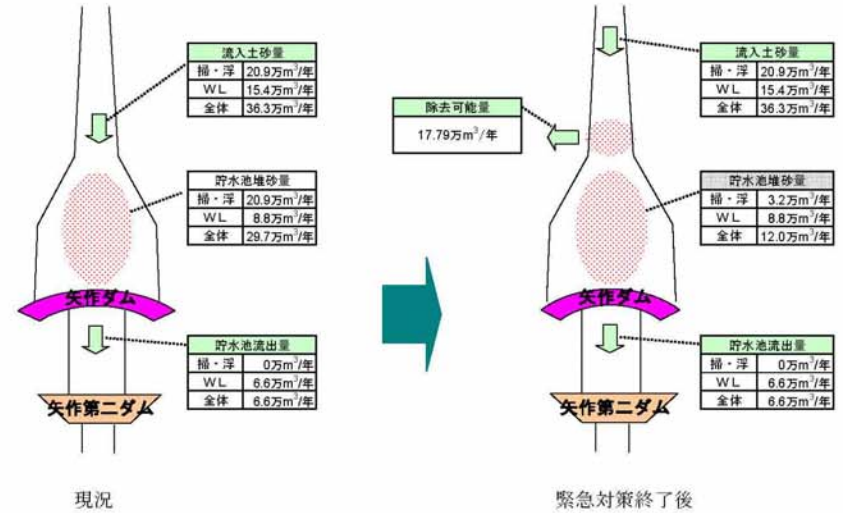 流入土砂量
掃・浮 20.9万m³/年
WL 15.4万m³/年
全体 36.3万m³/年
貯水池堆砂量
掃・浮 20.9万m³/年
WL 8.8万m³/年
全体 29.7万m³/年
矢作ダム
貯水池流出量
掃・浮 0万m³/年
WL 6.6万m³/年
全体 6.6万m³/年
矢作第二ダム
現況
流入土砂量
掃・浮 20.9万m³/年
WL 15.4万m³/年
全体 36.3万m³/年
除去可能量
17.79万m³/年
貯水池堆砂量
掃・浮 3.2万m³/年
WL 8.8万m³/年
全体 12.0万m³/年
矢作ダム
貯水池流出量
掃・浮 0万m³/年
WL 6.6万m³/年
全体 6.6万m³/年
矢作第二ダム
緊急対策終了後